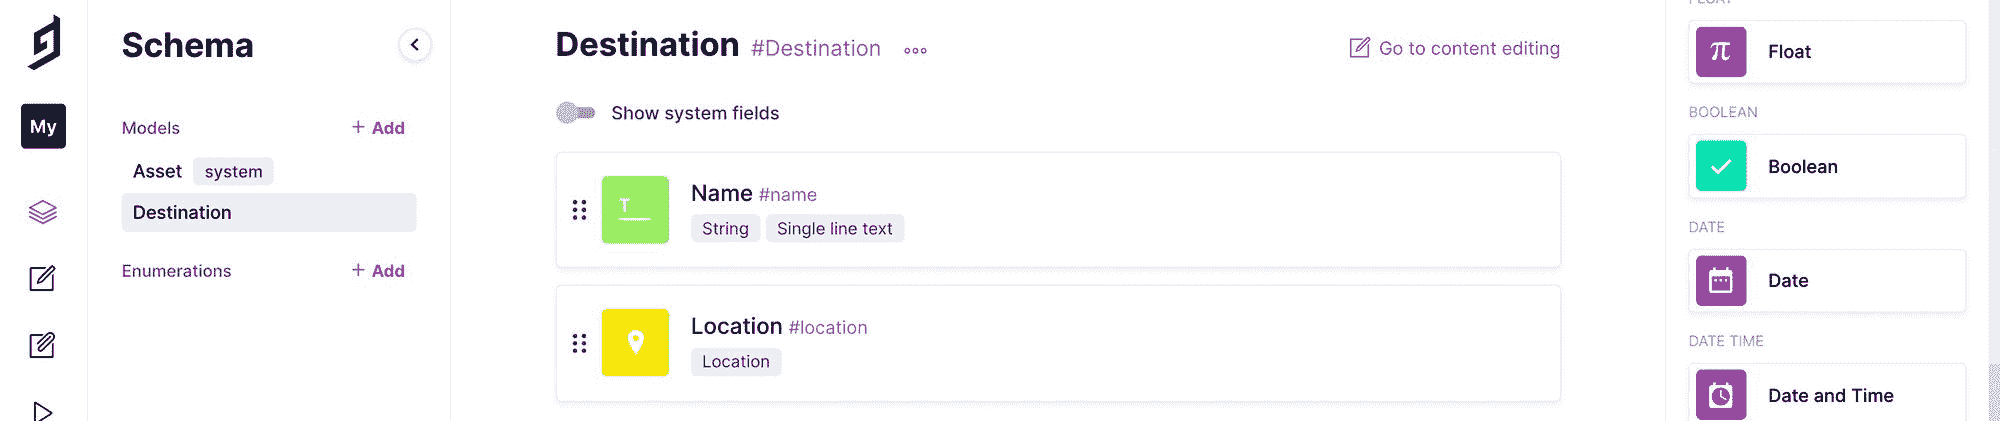 My
Schema
Models
+ Add
Asset system
Destination
Enumerations
+ Add
Destination #Destination
Go to content editing
Show system fields
Name #name
String Single line text
Location #location
Location
FLOAT
Float
BOOLEAN
Boolean
DATE
Date
DATE TIME
Date and Time